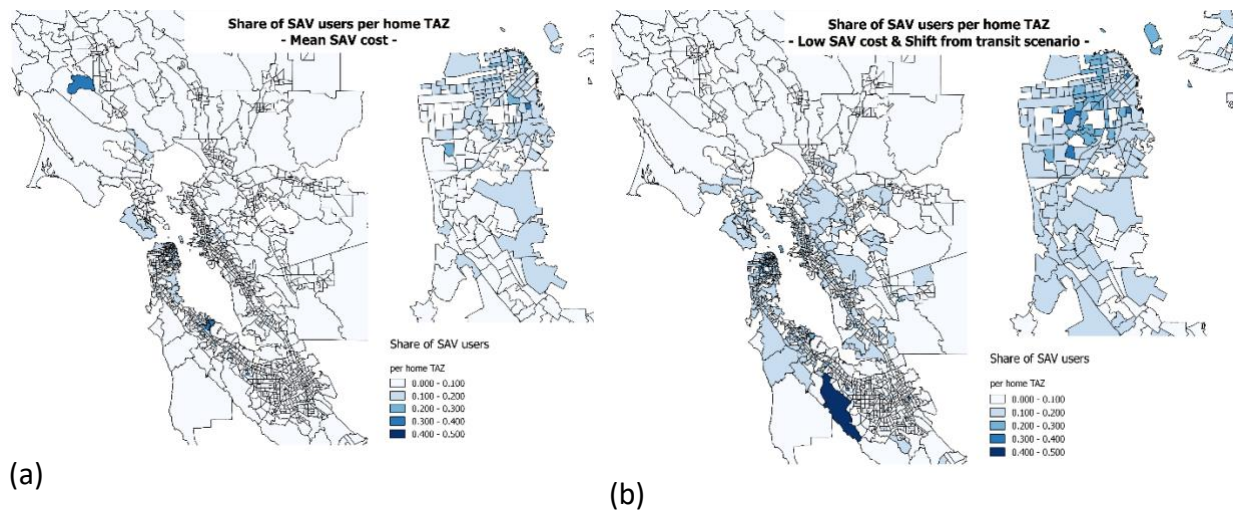 Share of SAV users per home TAZ
- Mean SAV cost -
Share of SAV users
per home TAZ
0.000 - 0.100
0.100 - 0.200
0.200 - 0.300
0.300 - 0.400
0.400 - 0.500
(a)
Share of SAV users per home TAZ
- Low SAV cost & Shift from transit scenario -
Share of SAV users
per home TAZ
0.000 - 0.100
0.100 - 0.200
0.200 - 0.300
0.300 - 0.400
0.400 - 0.500
(b)